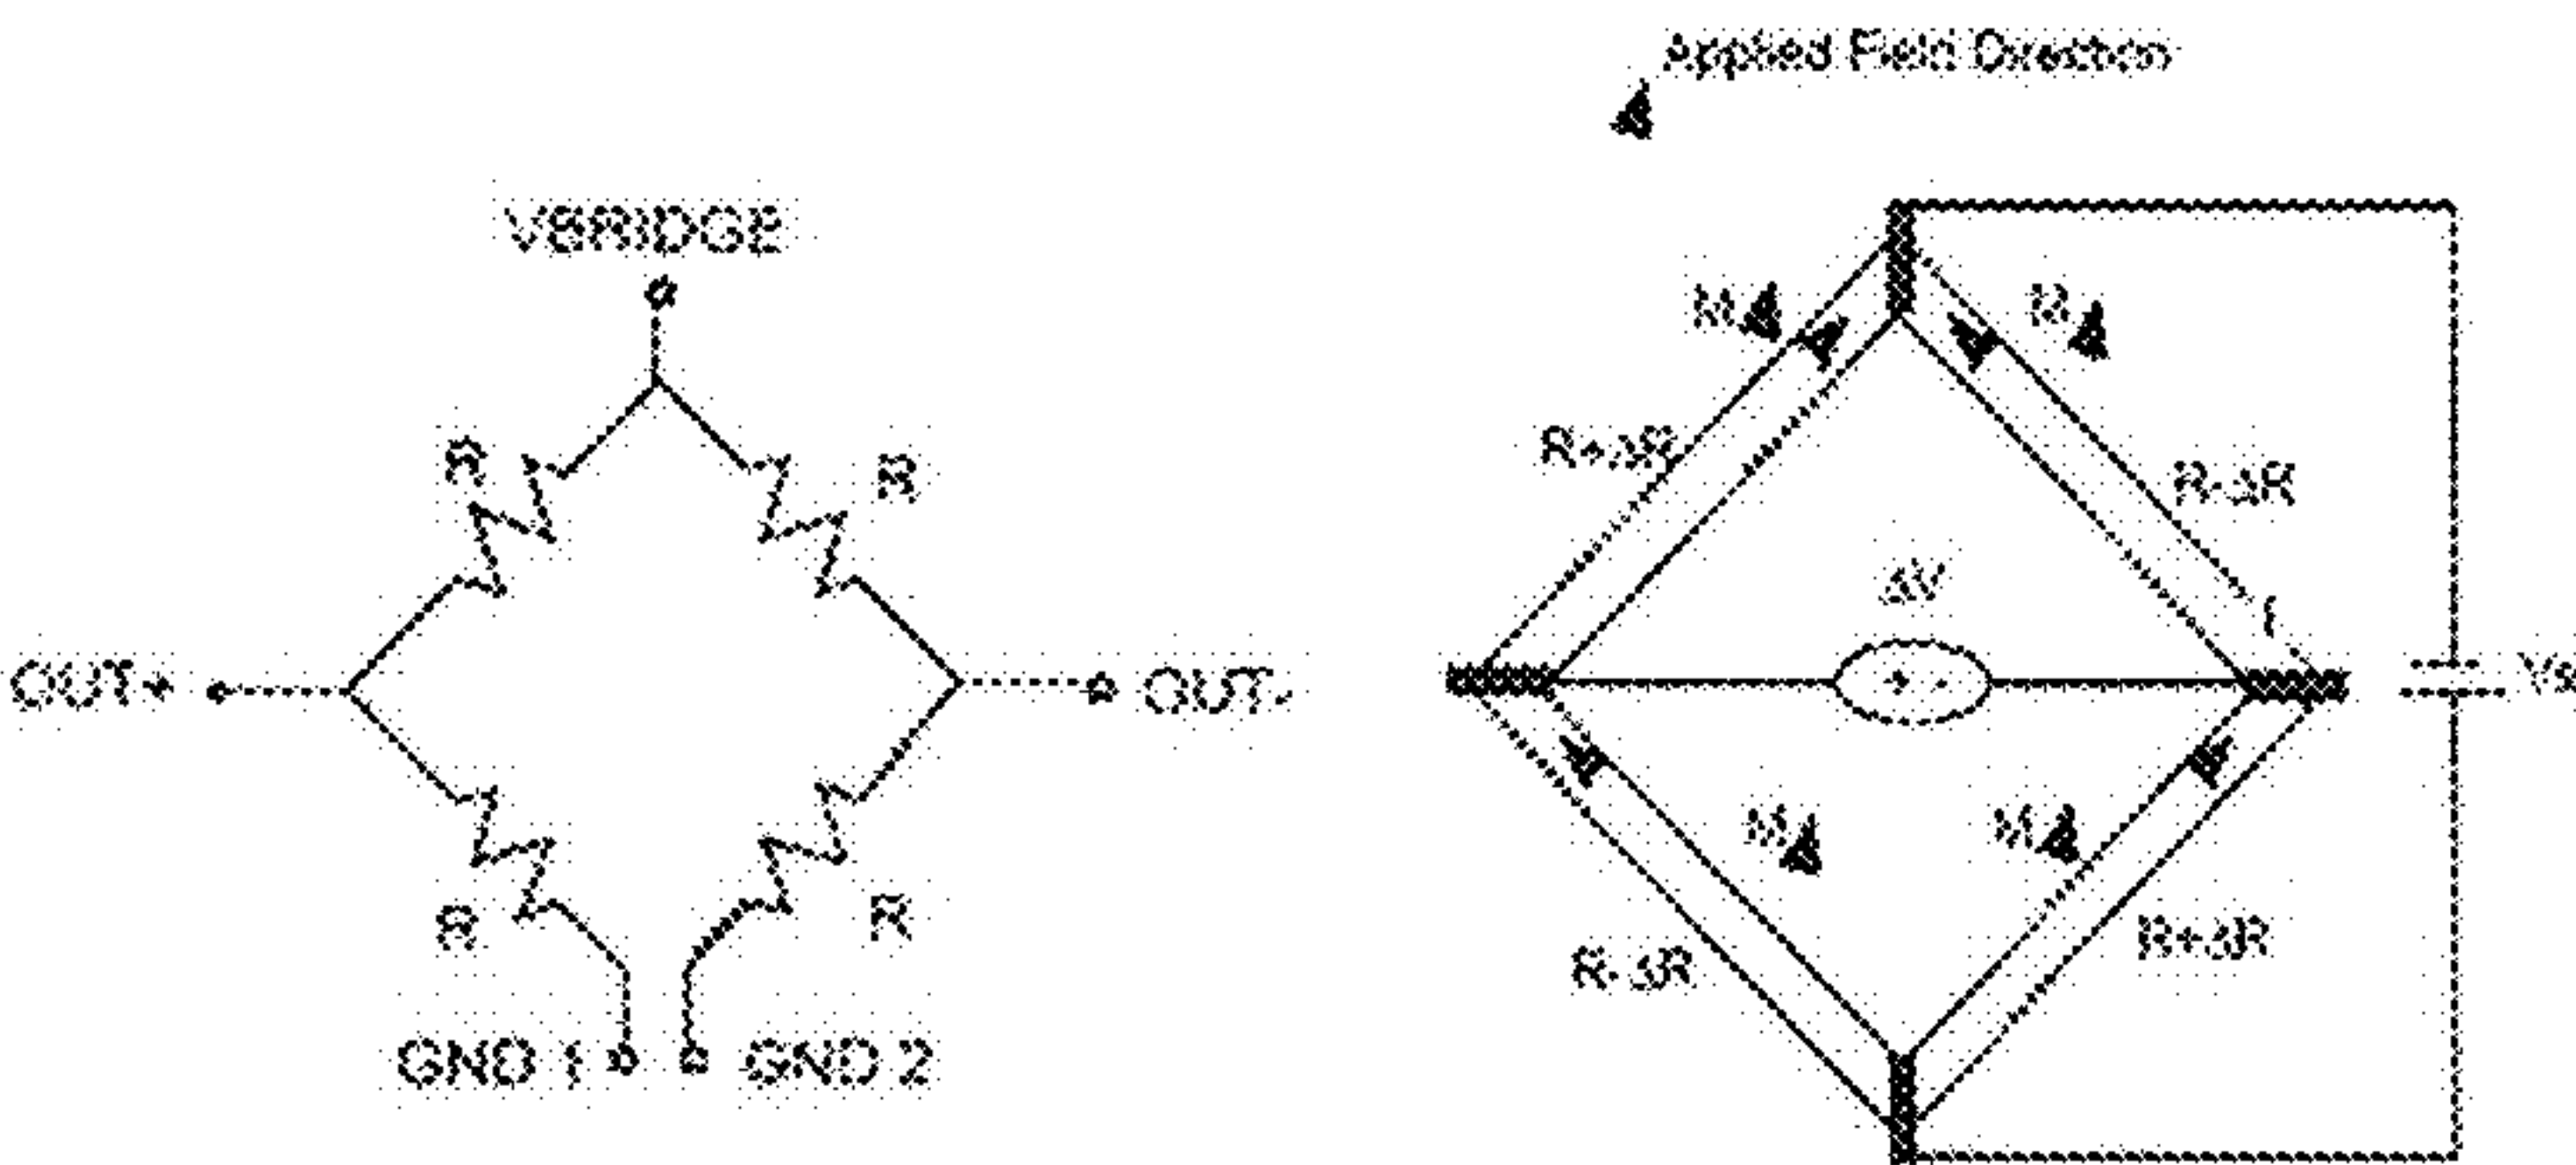 Applied Field Direction
VBRIDGE
M
M
R
R
R+ΔR
R-ΔR
ΔV
OUT+
OUT-
+ -
M
M
R
R
R-ΔR
R+ΔR
GND 1
GND 2